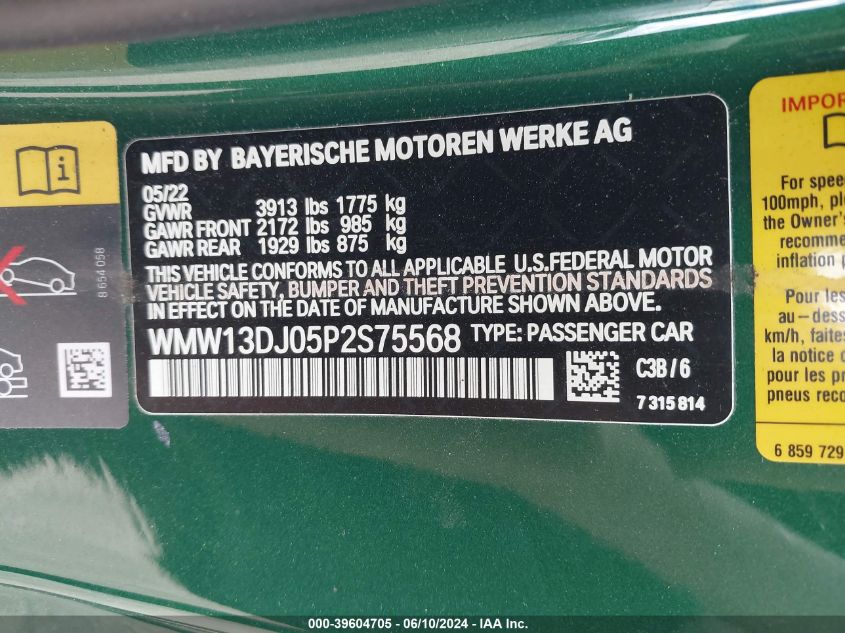 MFD BY BAYERISCHE MOTOREN WERKE AG
05/22
GVWR 3913 lbs 1775 kg
GAWR FRONT 2172 lbs 985 kg
GAWR REAR 1929 lbs 875 kg
THIS VEHICLE CONFORMS TO ALL APPLICABLE U.S.FEDERAL MOTOR
VEHICLE SAFETY, BUMPER AND THEFT PREVENTION STANDARDS
IN EFFECT ON THE DATE OF MANUFACTURE SHOWN ABOVE.
WMW13DJ05P2S75568 TYPE: PASSENGER CAR
C3B/6
7 315 814
8 654 058
IMPOR
For spee
100mph, ple
the Owner's
recomme
inflation p
Pour les
au-dess
km/h, faites
la notice d
pour les pr
pneus reco
6 859 729
000-39604705 - 06/10/2024 - IAA Inc.